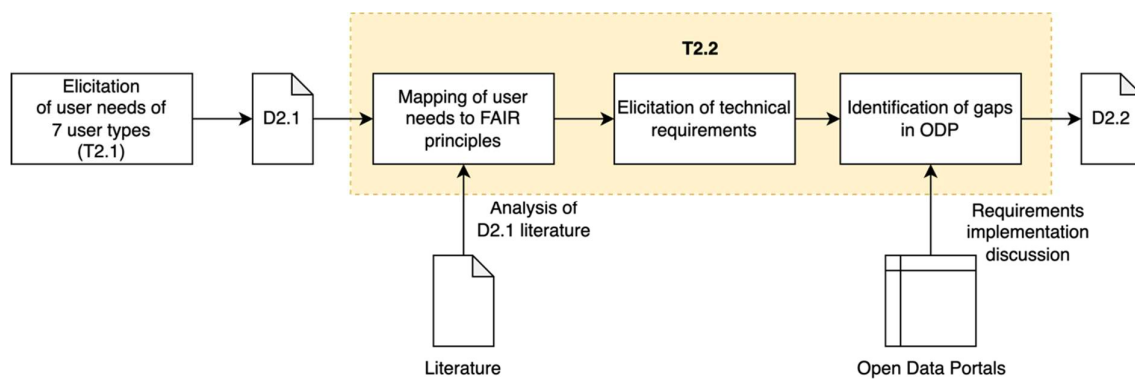 T2.2
Elicitation
of user needs of
7 user types
(T2.1)
D2.1
Mapping of user
needs to FAIR
principles
Elicitation of technical
requirements
Identification of gaps
in ODP
D2.2
Analysis of
D2.1 literature
Requirements
implementation
discussion
Literature
Open Data Portals